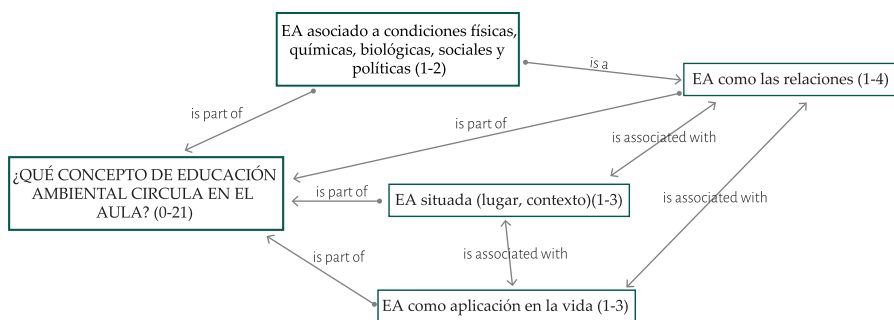 EA asociado a condiciones físicas,
químicas, biológicas, sociales y
políticas (1-2)
is a
EA como las relaciones (1-4)
is part of
is part of
is associated with
¿QUÉ CONCEPTO DE EDUCACIÓN
AMBIENTAL CIRCULA EN EL
AULA? (0-21)
is part of
EA situada (lugar, contexto)(1-3)
is associated with
is part of
is associated with
EA como aplicación en la vida (1-3)